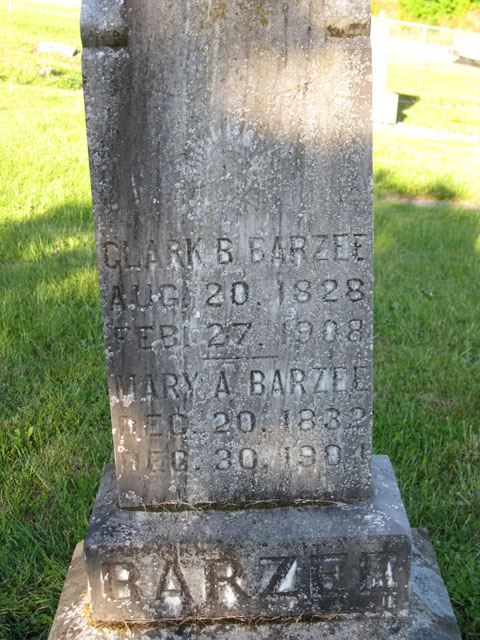 CLARK B. BARZEE
AUG. 20, 1828
FEB. 27, 1908
MARY A. BARZEE
DEC. 20, 1832
DEC. 30, 1904
BARZEE